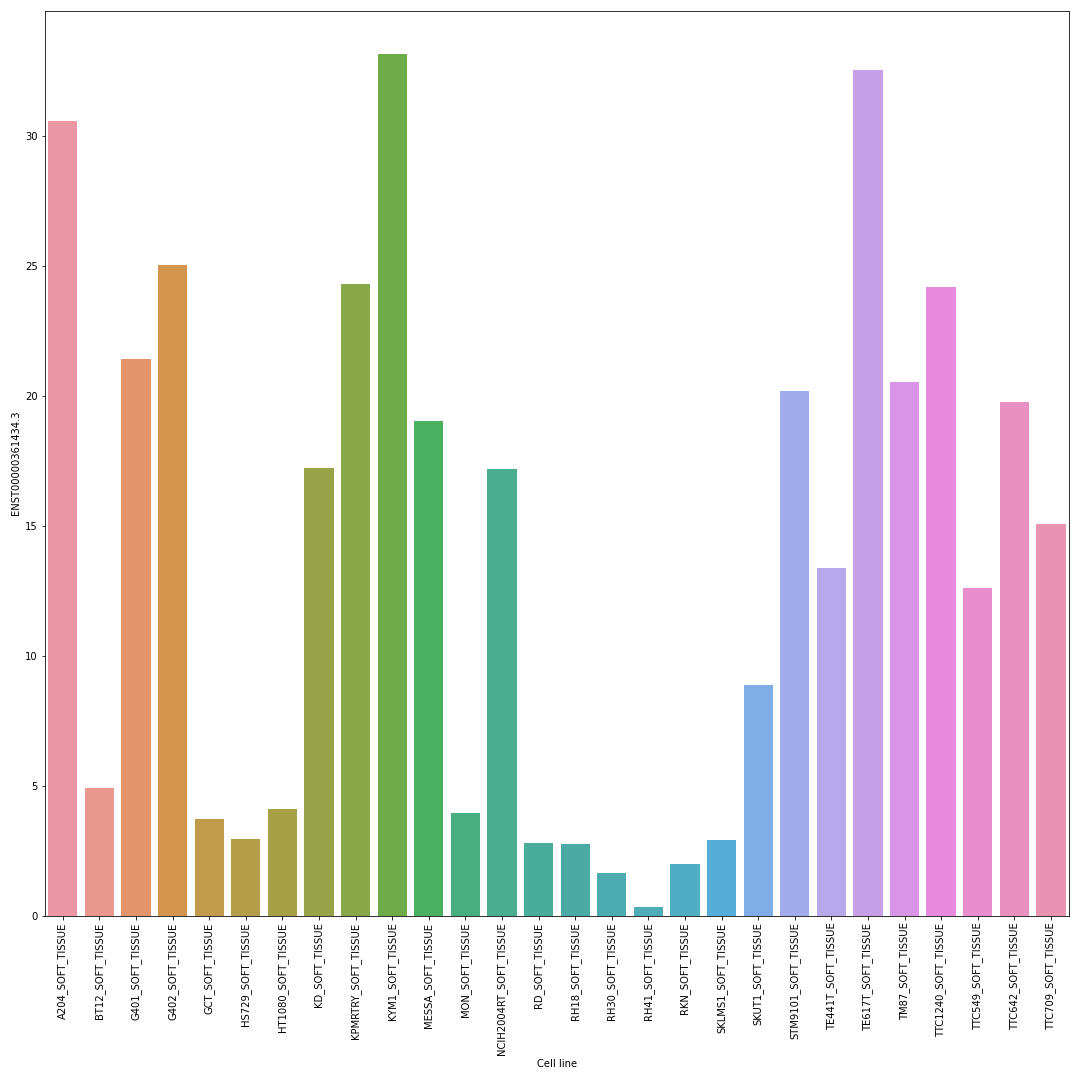 ENST00000361434.3
30
25
20
15
10
5
0
A204_SOFT_TISSUE
BT12_SOFT_TISSUE
G401_SOFT_TISSUE
G402_SOFT_TISSUE
GCT_SOFT_TISSUE
HS729_SOFT_TISSUE
HT1080_SOFT_TISSUE
KD_SOFT_TISSUE
KPMRTRY_SOFT_TISSUE
KYM1_SOFT_TISSUE
MESSA_SOFT_TISSUE
MON_SOFT_TISSUE
NCIH2004RT_SOFT_TISSUE
RD_SOFT_TISSUE
RH18_SOFT_TISSUE
RH30_SOFT_TISSUE
RH41_SOFT_TISSUE
RKN_SOFT_TISSUE
SKLMS1_SOFT_TISSUE
SKUT1_SOFT_TISSUE
STM9101_SOFT_TISSUE
TE441T_SOFT_TISSUE
TE617T_SOFT_TISSUE
TM87_SOFT_TISSUE
TTC1240_SOFT_TISSUE
TTC549_SOFT_TISSUE
TTC642_SOFT_TISSUE
TTC709_SOFT_TISSUE
Cell line